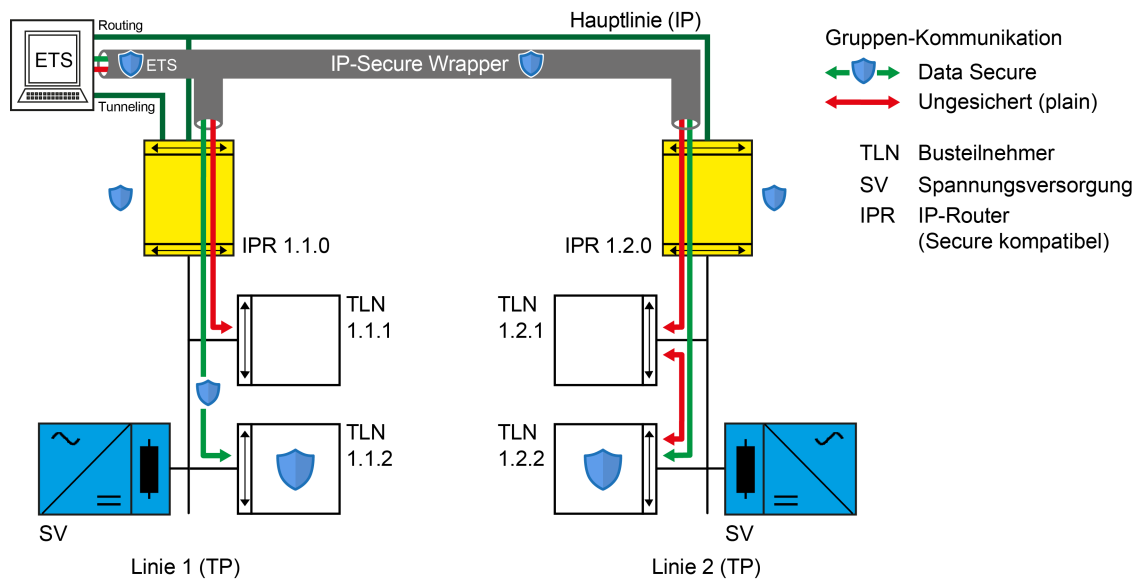 Routing
Hauptlinie (IP)
ETS
ETS
IP-Secure Wrapper
Tunneling
Gruppen-Kommunikation
Data Secure
Ungesichert (plain)
TLN Busteilnehmer
SV Spannungsversorgung
IPR IP-Router
(Secure kompatibel)
IPR 1.1.0
IPR 1.2.0
TLN
1.1.1
TLN
1.2.1
TLN
1.1.2
TLN
1.2.2
SV
SV
Linie 1 (TP)
Linie 2 (TP)